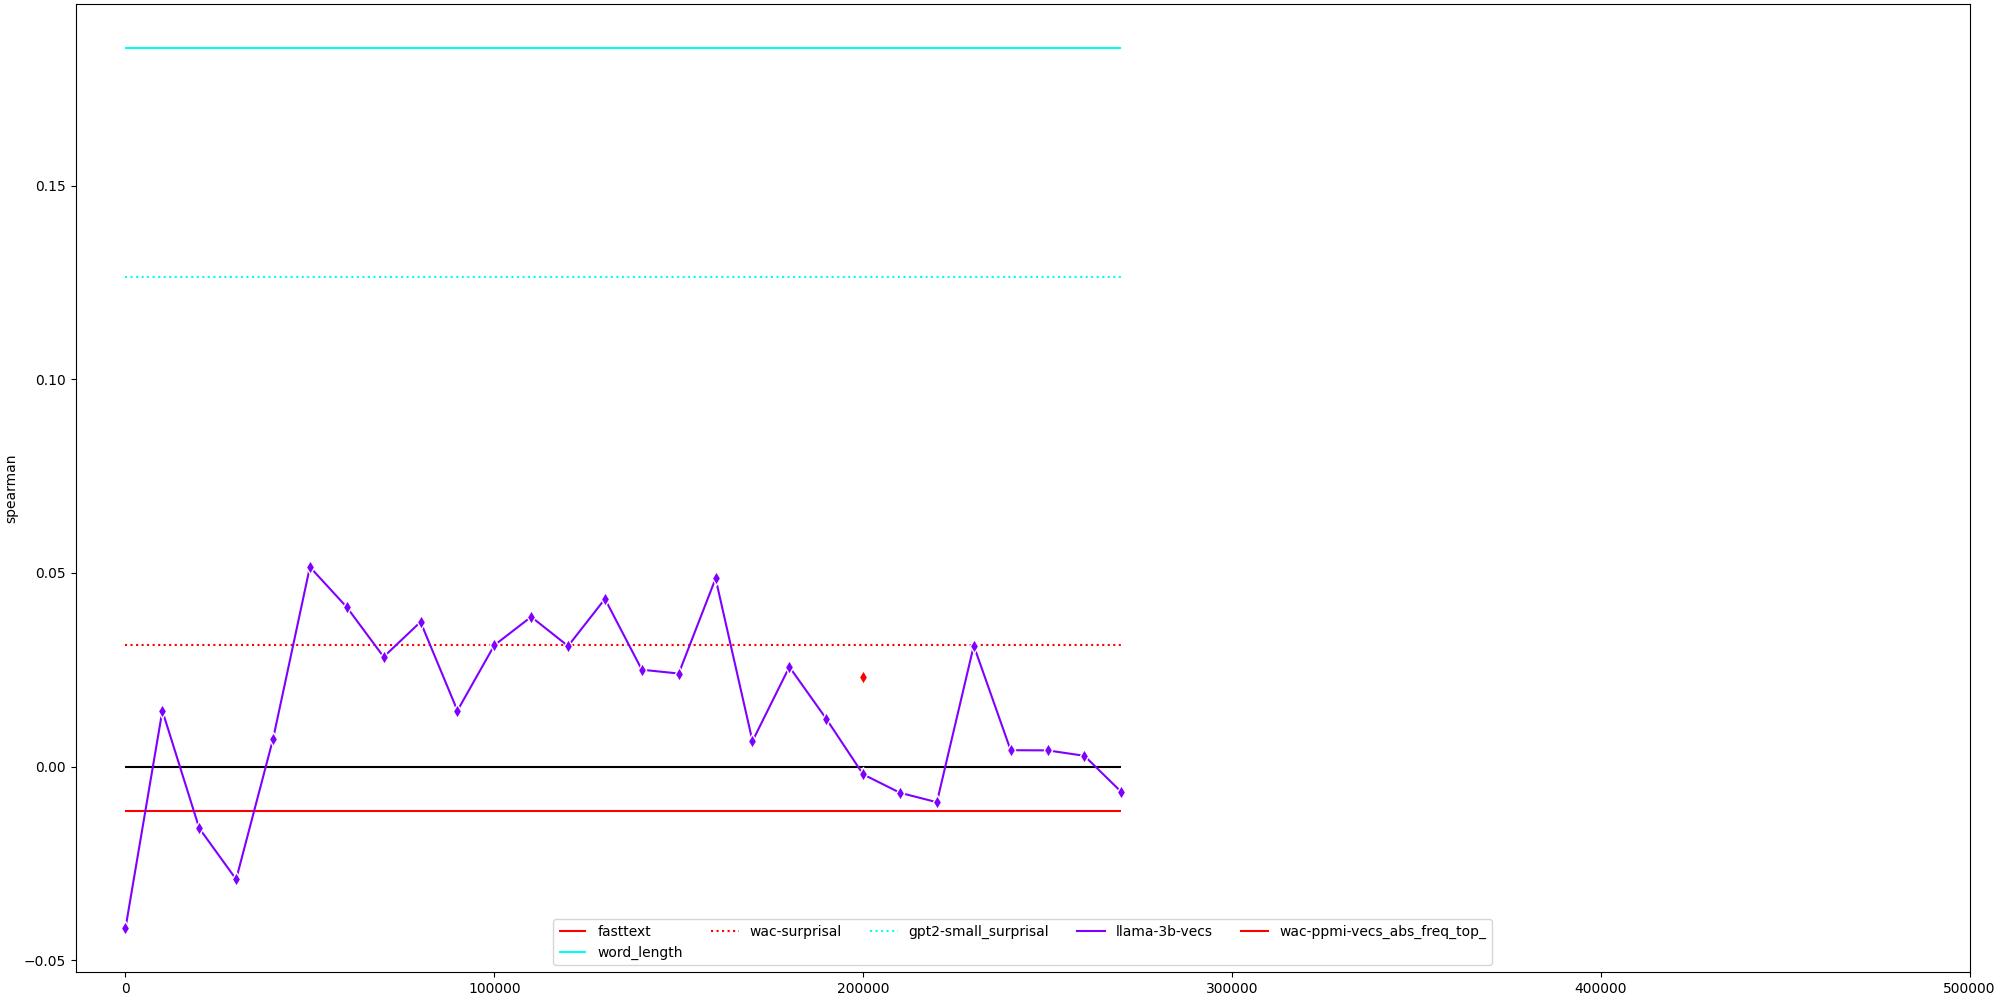 0.15
0.10
0.05
0.00
−0.05
spearman
0 100000 200000 300000 400000 500000
fasttext wac-surprisal gpt2-small_surprisal llama-3b-vecs wac-ppmi-vecs_abs_freq_top_
word_length